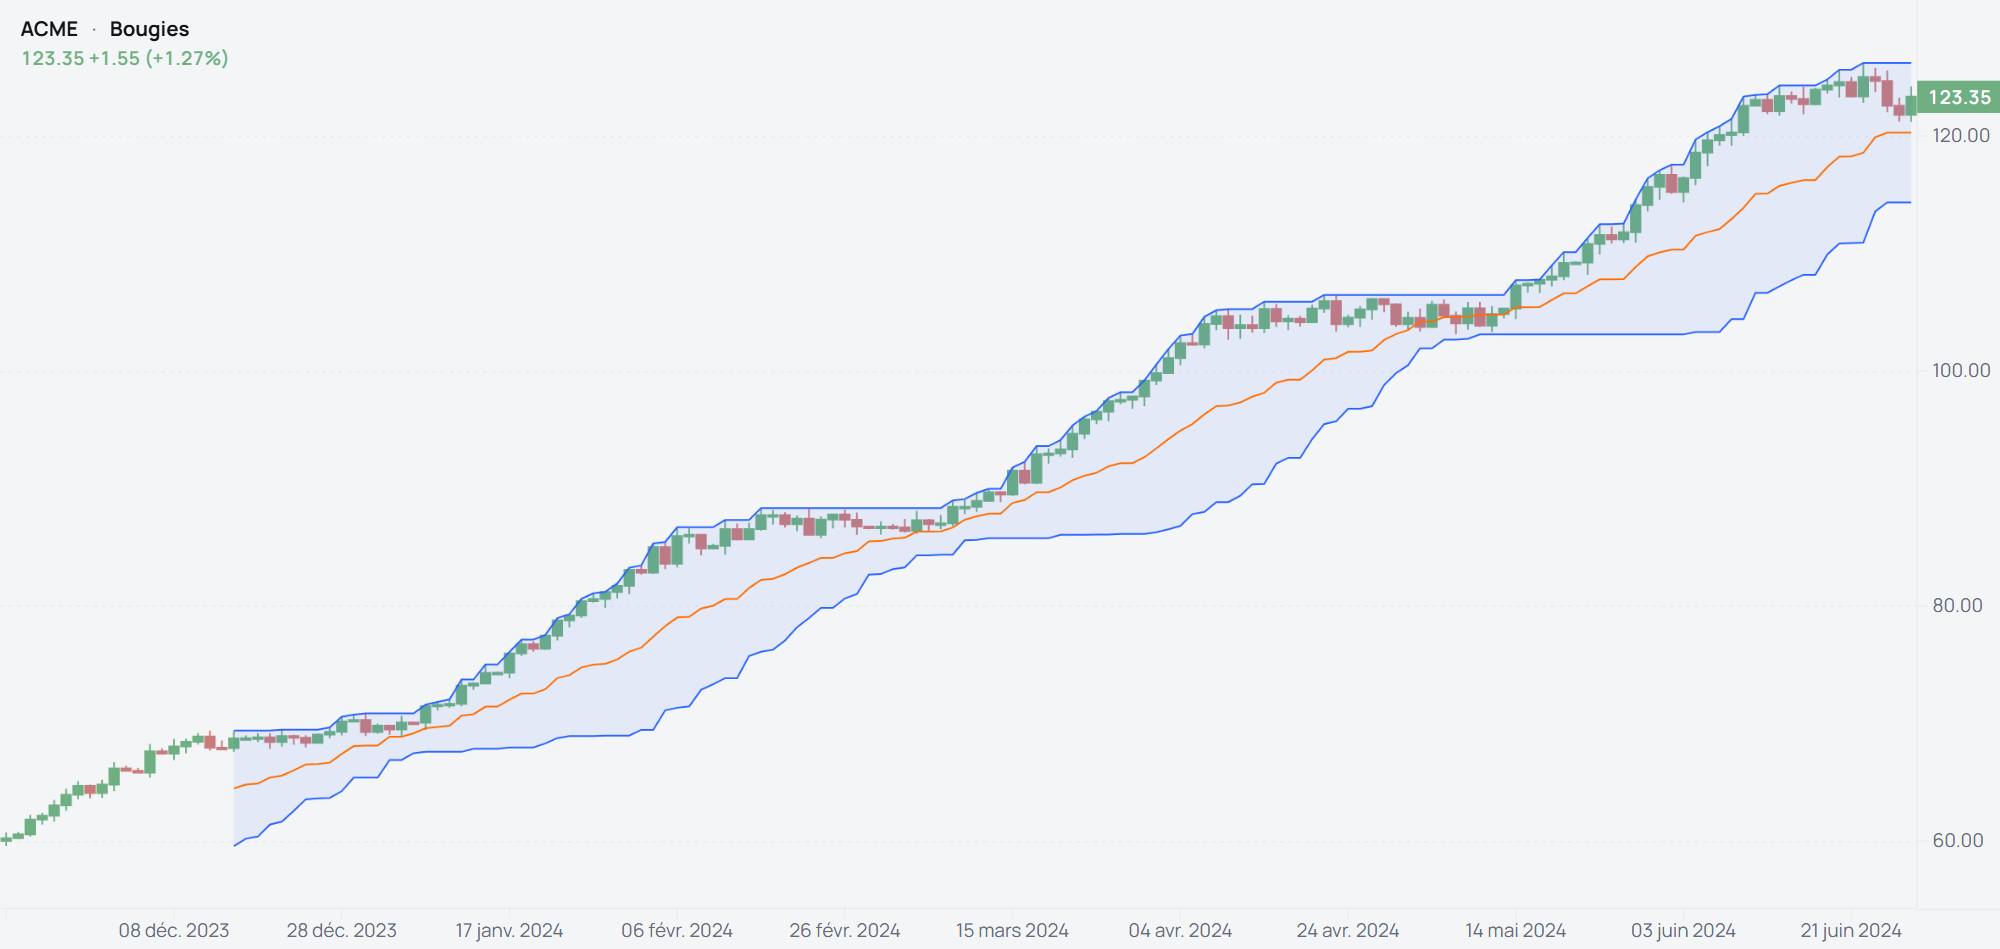 ACME · Bougies
123.35 +1.55 (+1.27%)
123.35
120.00
100.00
80.00
60.00
08 déc. 2023
28 déc. 2023
17 janv. 2024
06 févr. 2024
26 févr. 2024
15 mars 2024
04 avr. 2024
24 avr. 2024
14 mai 2024
03 juin 2024
21 juin 2024